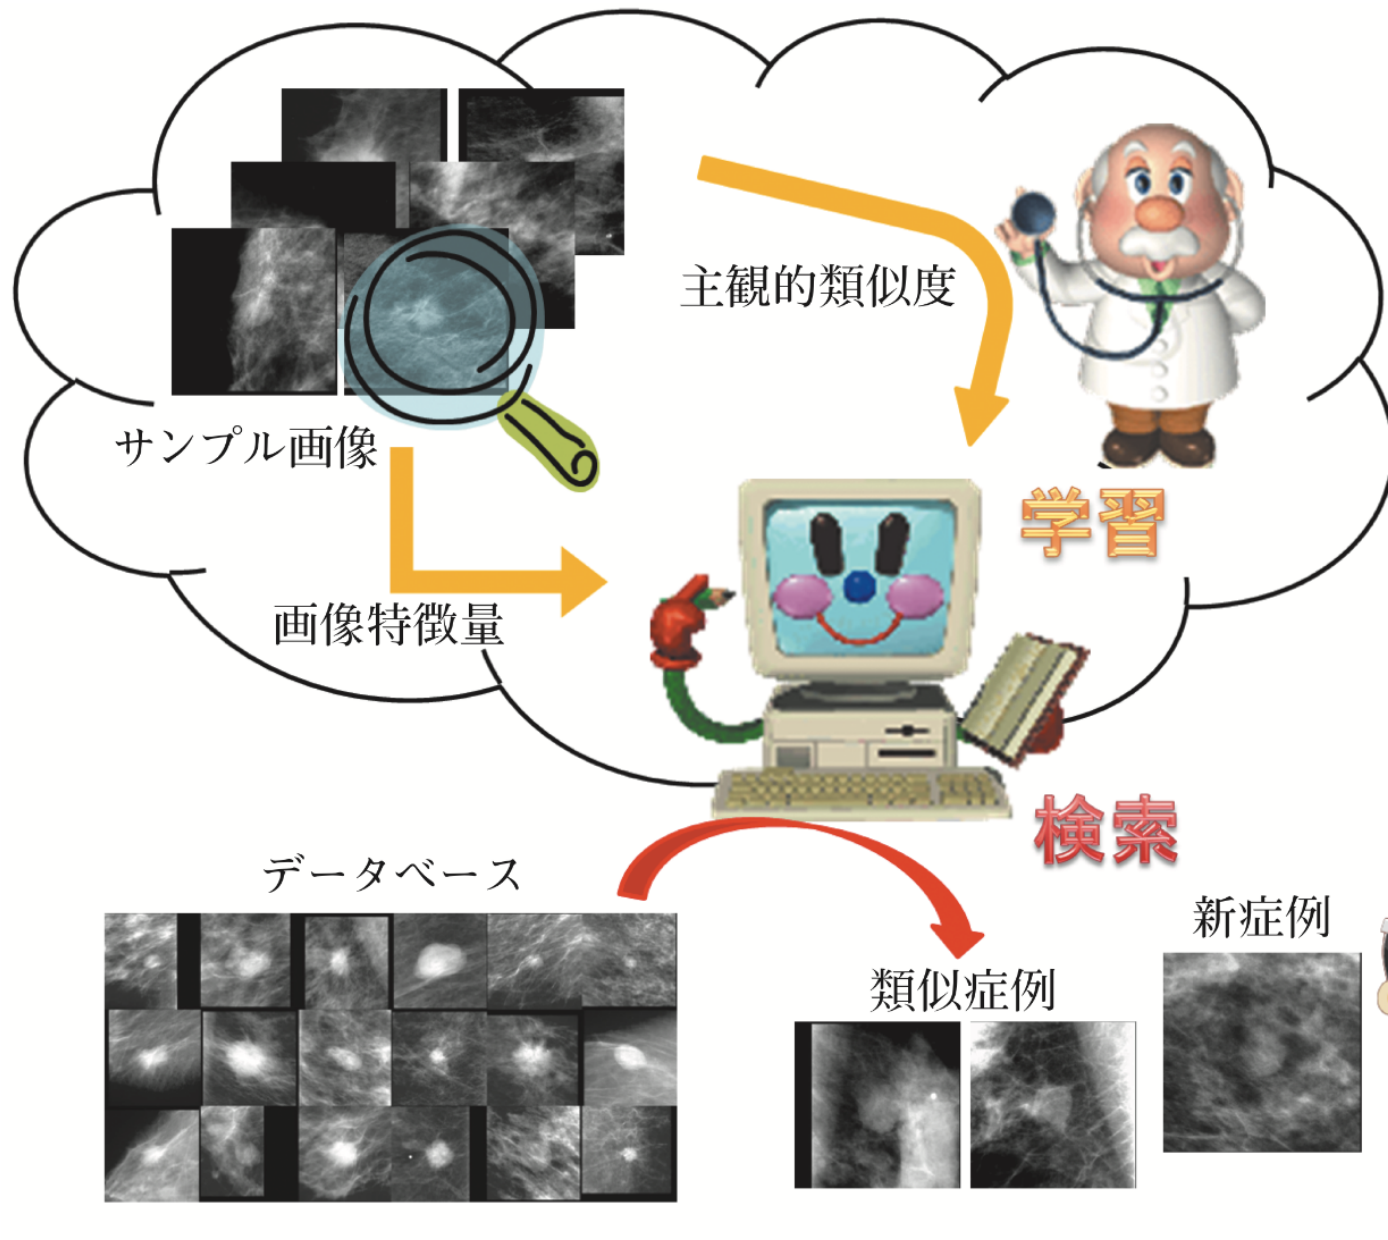 主観的類似度
サンプル画像
学習
画像特徴量
検索
データベース
新症例
類似症例